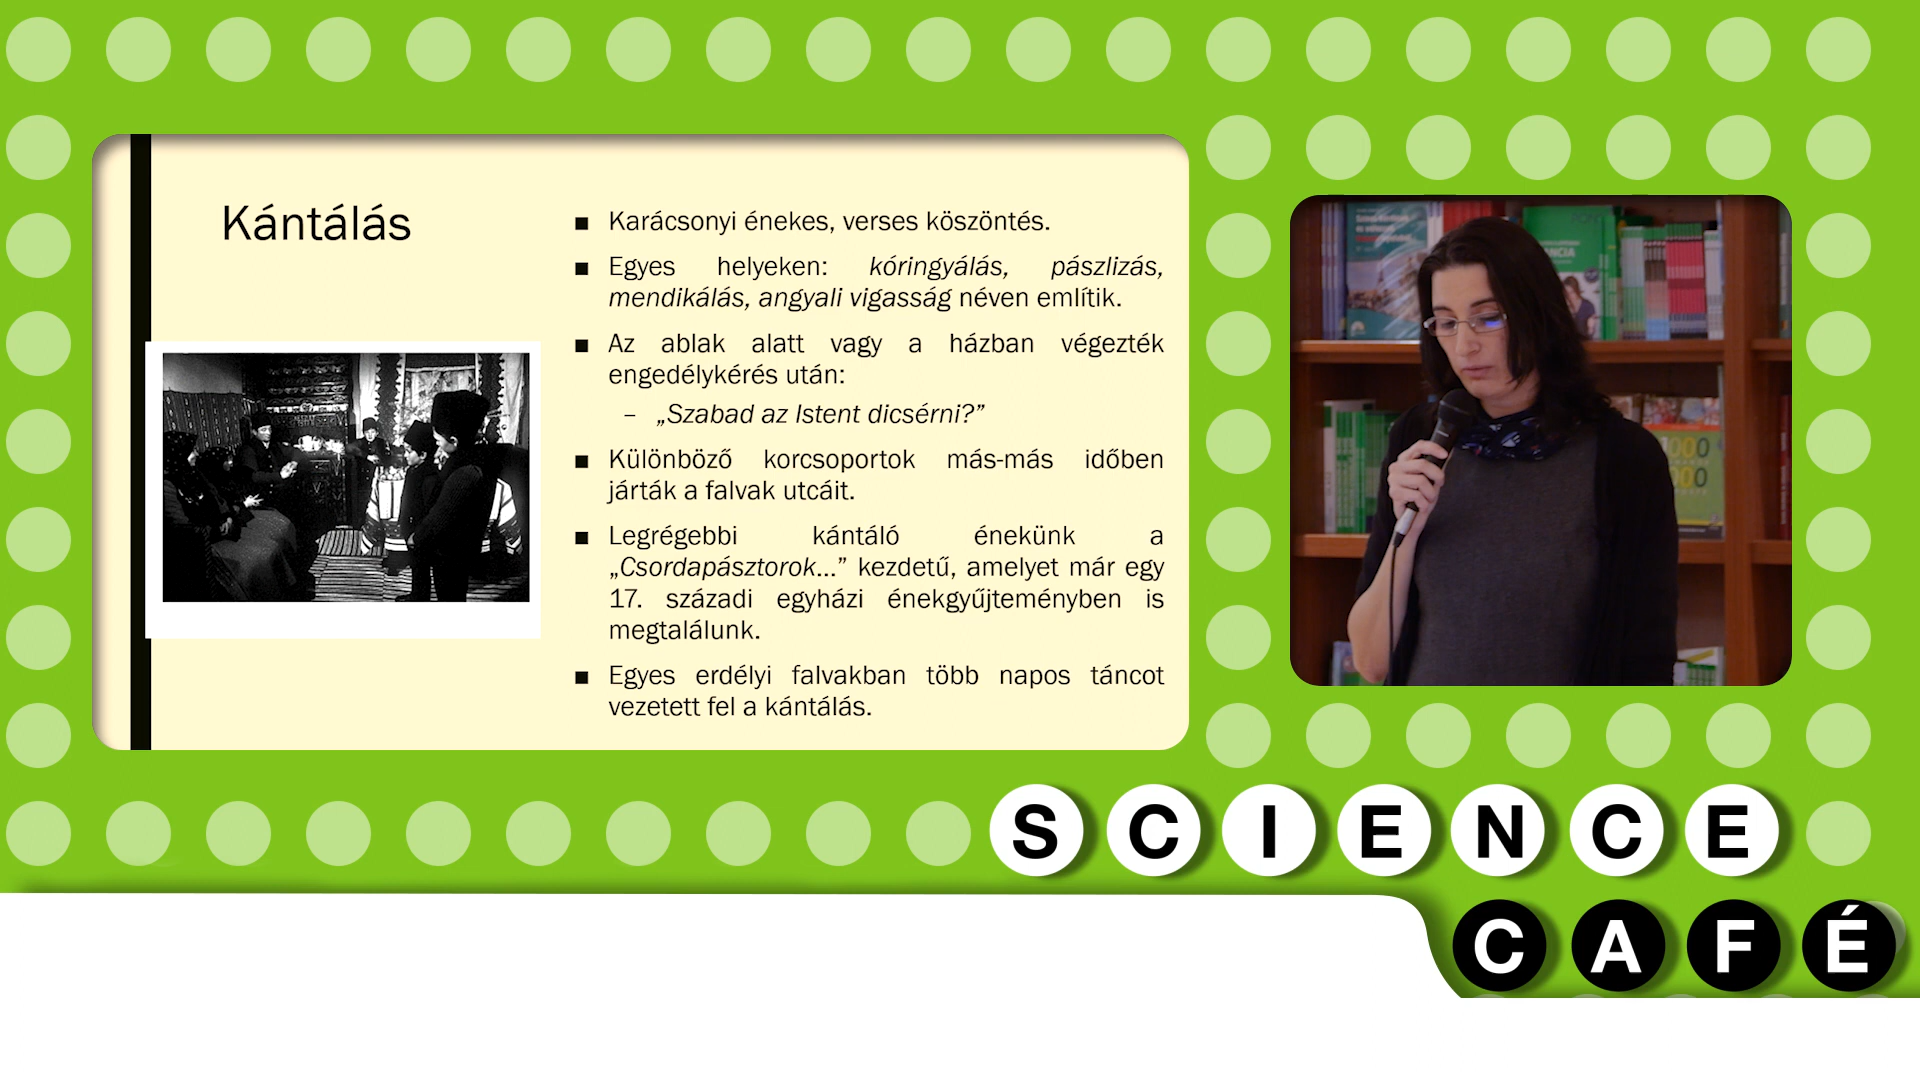 Kántálás
■ Karácsonyi énekes, verses köszöntés.
■ Egyes helyeken: kóringyálás, pászlizás,
mendikálás, angyali vigasság néven említik.
■ Az ablak alatt vagy a házban végezték
engedélykérés után:
– „Szabad az Istent dicsérni?”
■ Különböző korcsoportok más-más időben
járták a falvak utcáit.
■ Legrégebbi kántáló énekünk a
„Csordapásztorok...” kezdetű, amelyet már egy
17. századi egyházi énekgyűjteményben is
megtalálunk.
■ Egyes erdélyi falvakban több napos táncot
vezetett fel a kántálás.
SCIENCE
CAFÉ